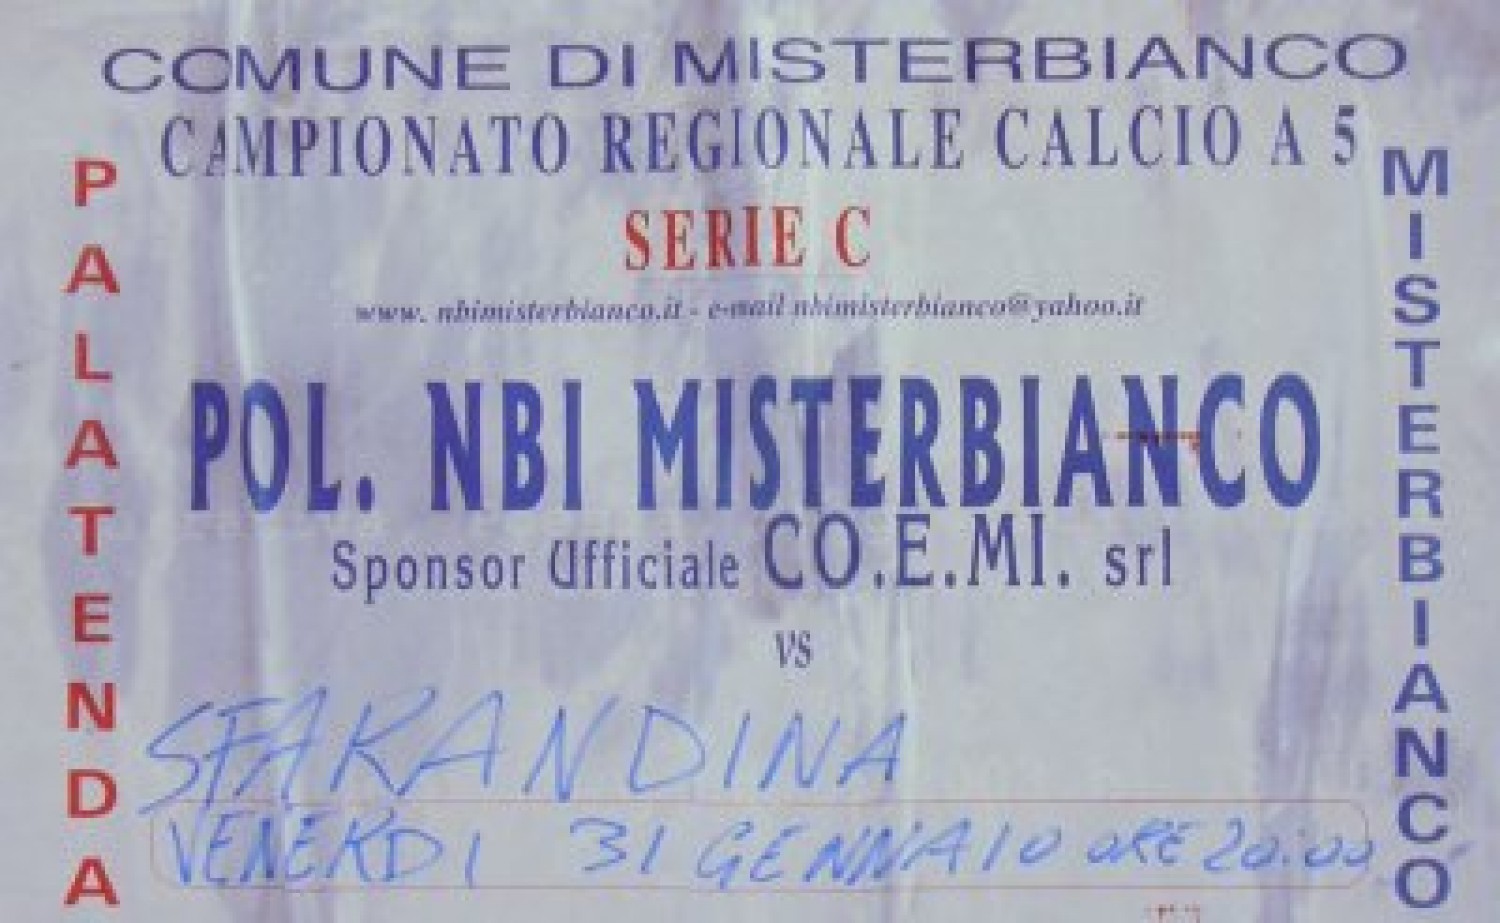 COMUNE DI MISTERBIANCO
CAMPIONATO REGIONALE CALCIO A 5
SERIE C
www. nbimisterbianco.it - e-mail nbimisterbianco@yahoo.it
POL. NBI MISTERBIANCO
Sponsor Ufficiale CO.E.MI. srl
vs
SFARANDINA
VENERDI 31 GENNAIO ORE 20:00
PALATENDA
MISTERBIANCO